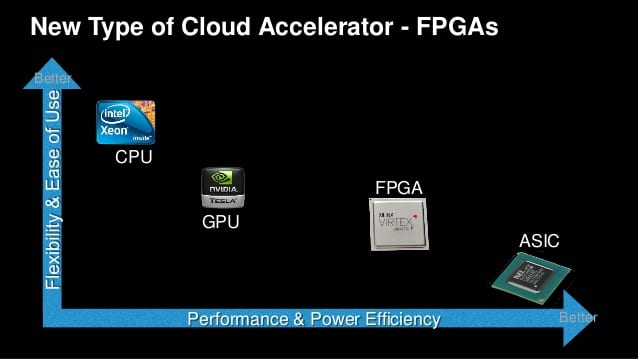 New Type of Cloud Accelerator - FPGAs
Better
Flexibility & Ease of Use
intel
Xeon
inside
CPU
NVIDIA
TESLA
GPU
FPGA
XILINX
VIRTEX
ASIC
Performance & Power Efficiency
Better